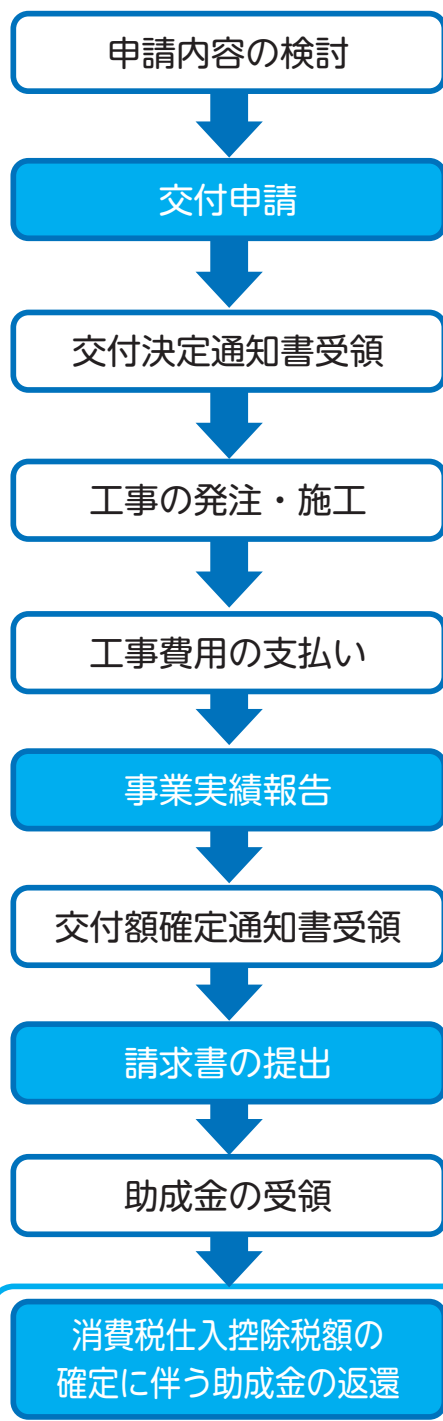 申請内容の検討
交付申請
交付決定通知書受領
工事の発注・施工
工事費用の支払い
事業実績報告
交付額確定通知書受領
請求書の提出
助成金の受領
消費税仕入控除税額の
確定に伴う助成金の返還